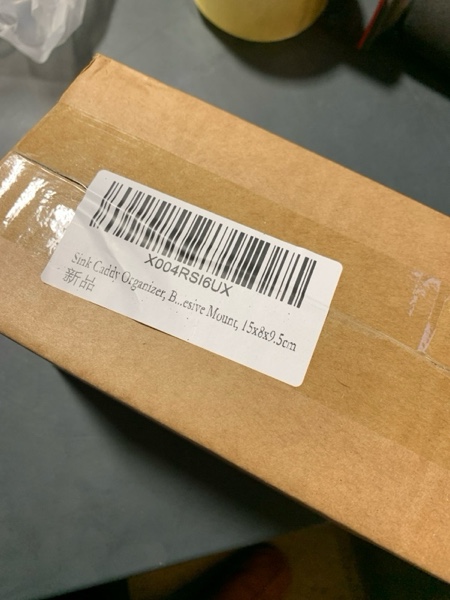 X004RSI6UX
Sink Caddy Organizer, B...esive Mount, 15x8x9.5cm
新品